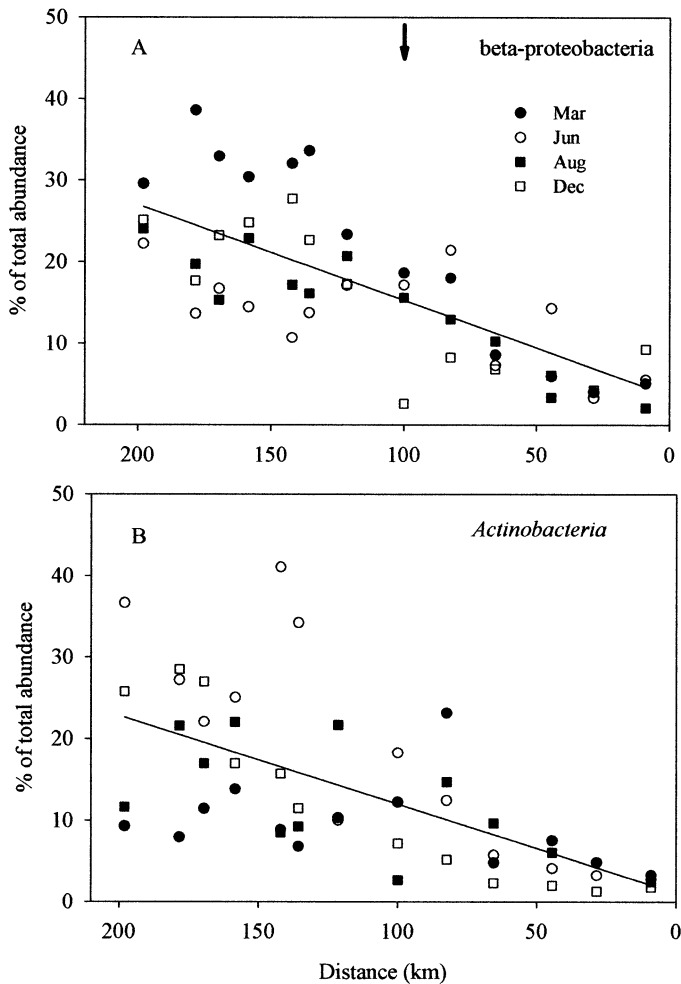 50
A
beta-proteobacteria
40
Mar
Jun
30
Aug
Dec
20
10
0
% of total abundance
200
150
100
50
0
50
B
Actinobacteria
40
30
20
10
0
% of total abundance
200
150
100
50
0
Distance (km)